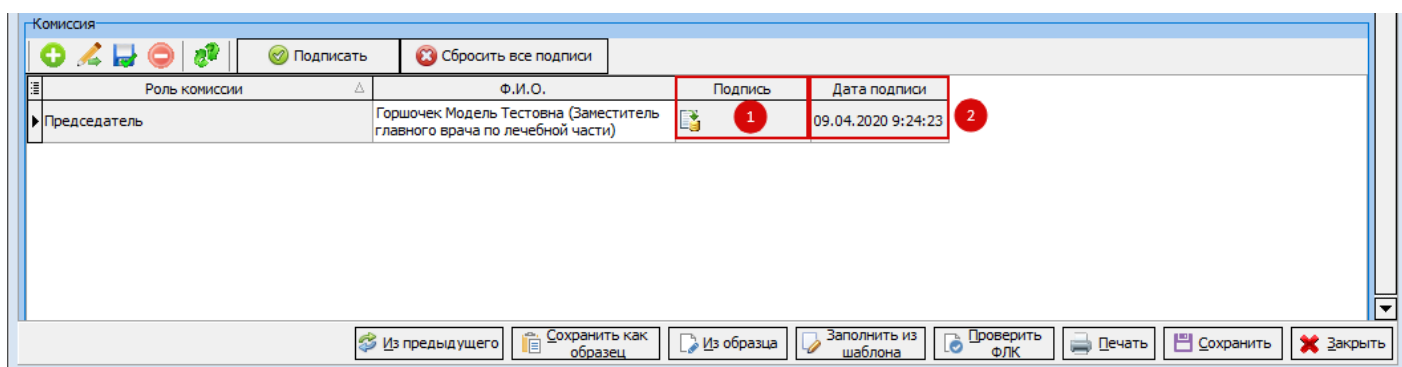 Комиссия
Подписать
Сбросить все подписи
Роль комиссии
Ф.И.О.
Подпись
Дата подписи
Председатель
Горшочек Модель Тестовна (Заместитель
главного врача по лечебной части)
1
09.04.2020 9:24:23
2
Из предыдущего
Сохранить как
образец
Из образца
Заполнить из
шаблона
Проверить
ФЛК
Печать
Сохранить
Закрыть